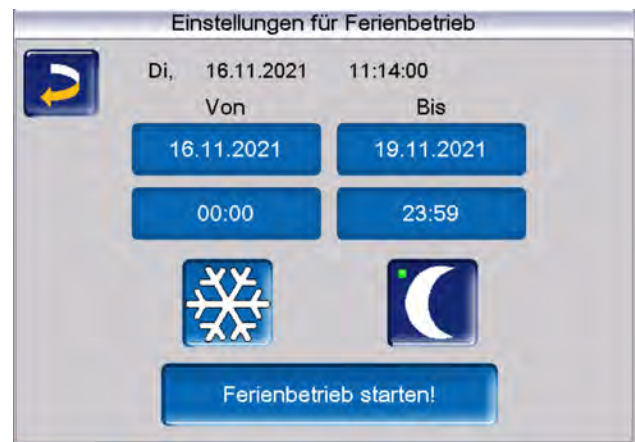 Einstellungen für Ferienbetrieb
Di, 16.11.2021 11:14:00
Von Bis
16.11.2021 19.11.2021
00:00 23:59
Ferienbetrieb starten!